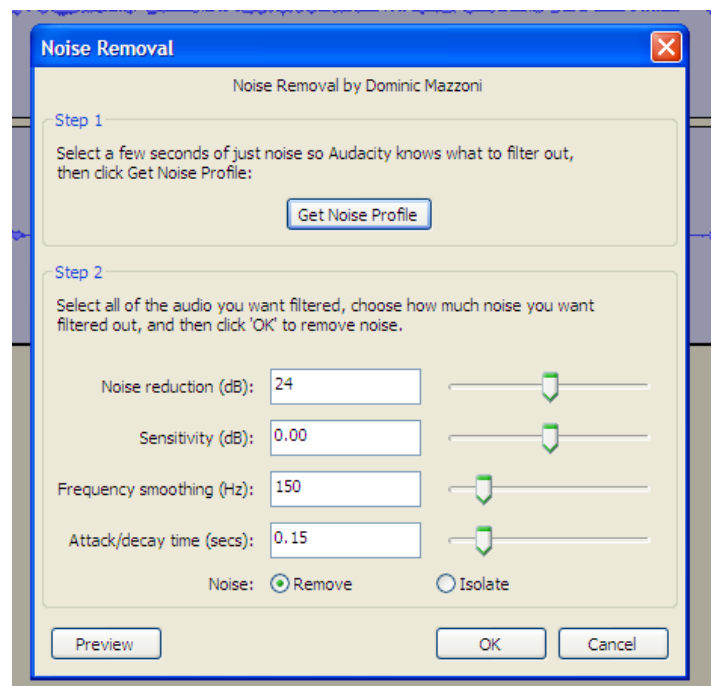 Noise Removal
Noise Removal by Dominic Mazzoni
Step 1
Select a few seconds of just noise so Audacity knows what to filter out,
then click Get Noise Profile:
Get Noise Profile
Step 2
Select all of the audio you want filtered, choose how much noise you want
filtered out, and then click 'OK' to remove noise.
Noise reduction (dB): 24
Sensitivity (dB): 0.00
Frequency smoothing (Hz): 150
Attack/decay time (secs): 0.15
Noise: Remove Isolate
Preview OK Cancel